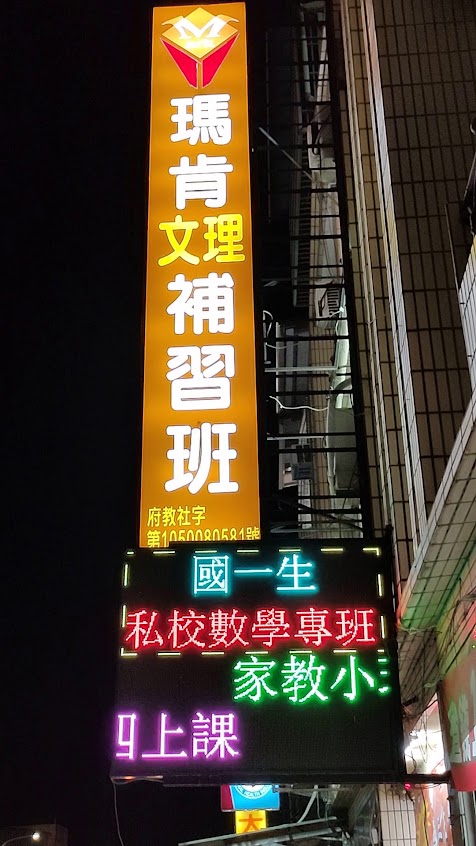 瑪肯
文理
補習班
府教社字
第1050080581號
國一生
私校數學專班
家教小
上課
大